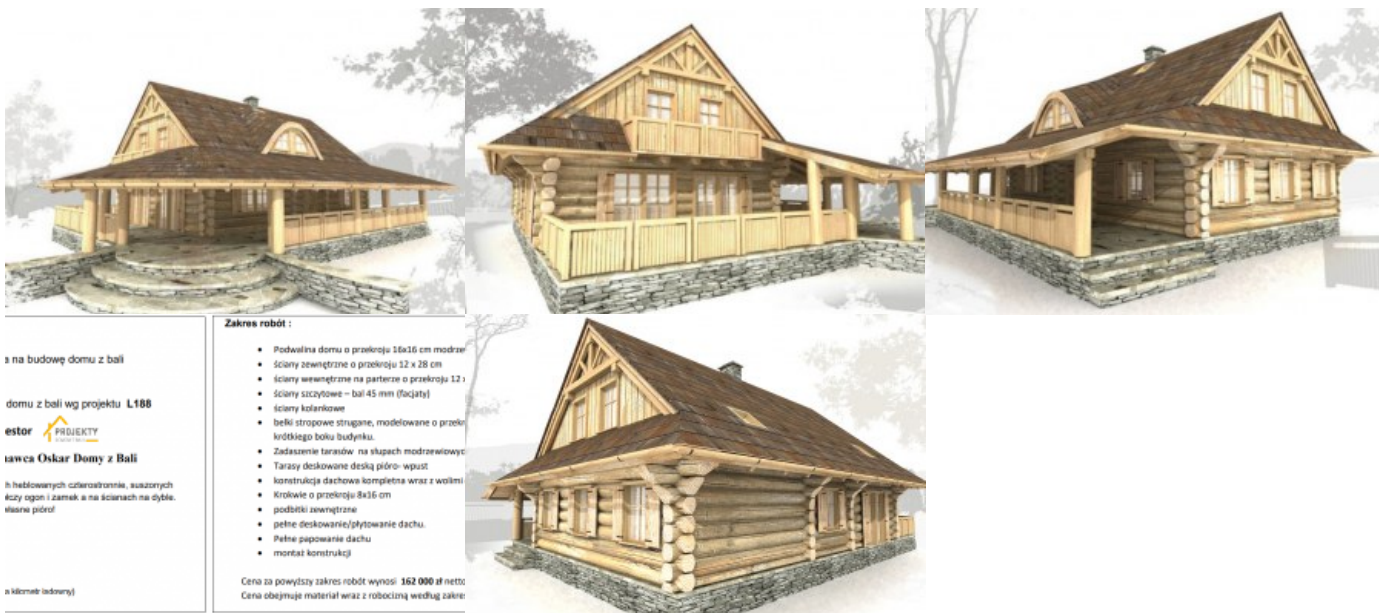 a na budowę domu z bali
domu z bali wg projektu L188
estor PROJEKTY
nawca Oskar Domy z Bali
h heblowanych czterostronnie, suszonych
czy ogon i zamek a na ścianach na dyble.
własne pióro!
a kilometr ładowny)
Zakres robót :
• Podwalina domu o przekroju 16x16 cm modrze
• ściany zewnętrzne o przekroju 12 x 28 cm
• ściany wewnętrzne na parterze o przekroju 12 x
• ściany szczytowe – bal 45 mm (facjaty)
• ściany kolankowe
• belki stropowe strugane, modelowane o przekr
krótkiego boku budynku.
• Zadaszenie tarasów na słupach modrzewiowyc
• Tarasy deskowane deską pióro- wpust
• konstrukcja dachowa kompletna wraz z wolimi
• Krokwie o przekroju 8x16 cm
• podbitki zewnętrzne
• pełne deskowanie/płytowanie dachu.
• Pełne papowanie dachu
• montaż konstrukcji
Cena za powyższy zakres robót wynosi 162 000 zł netto
Cena obejmuje materiał wraz z robocizną według zakre